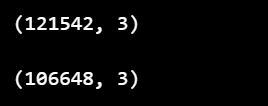 (121542, 3)
(106648, 3)